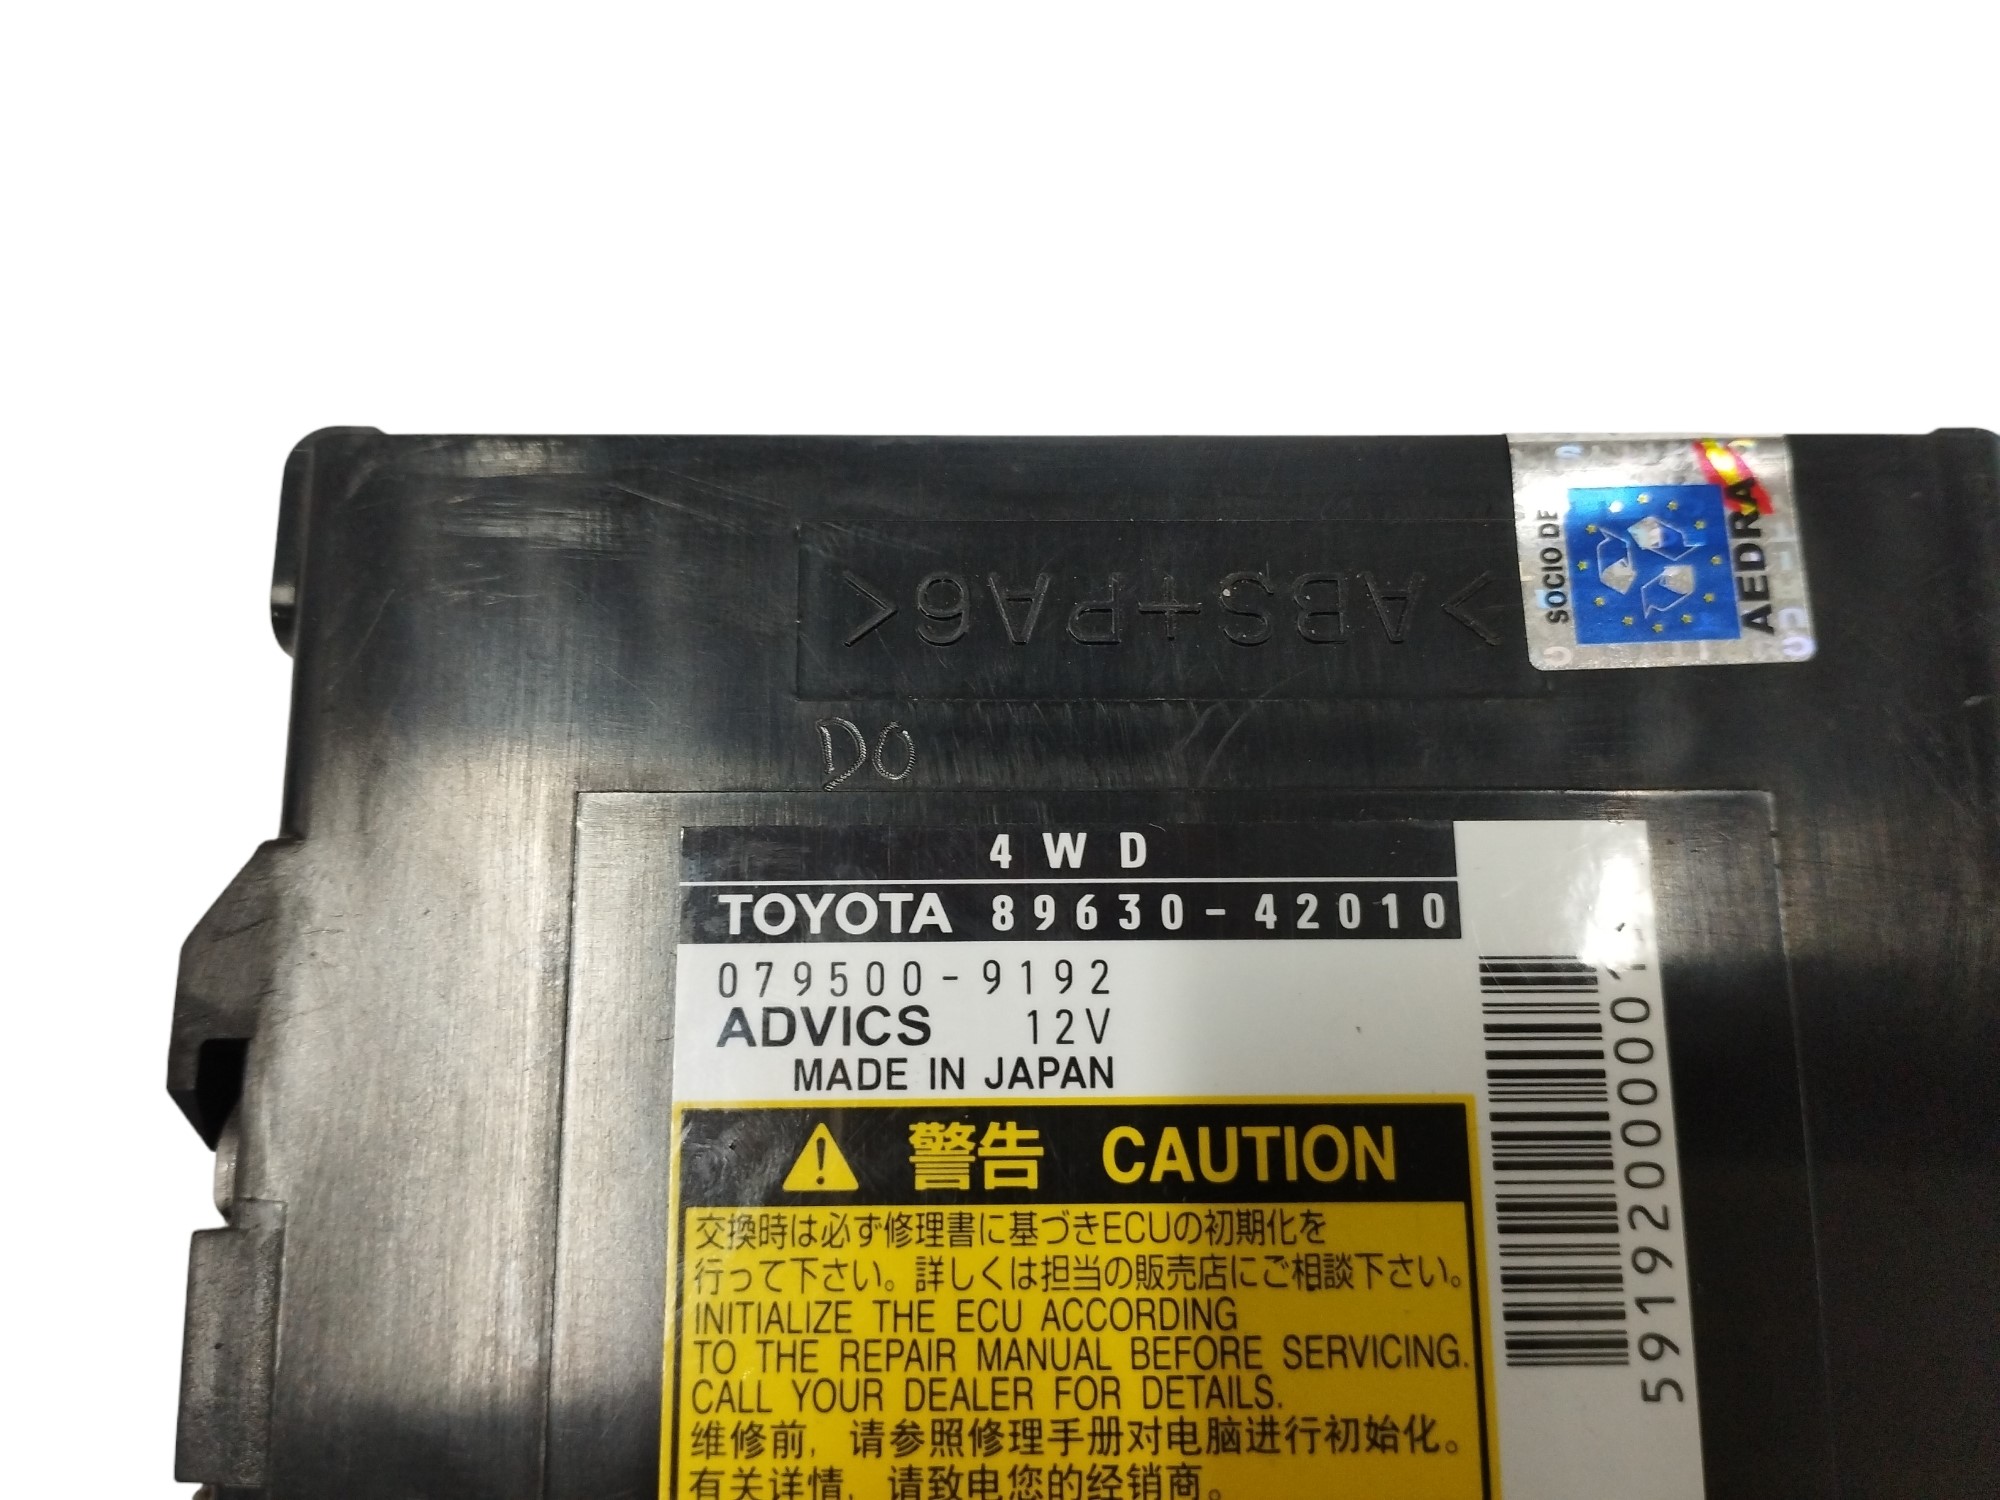 SOCIO DE
AEDRA
>ABS+PA6<
DO
4WD
TOYOTA 89630-42010
079500-9192
ADVICS 12V
MADE IN JAPAN
警告 CAUTION
交換時は必ず修理書に基づきECUの初期化を
行って下さい。詳しくは担当の販売店にご相談下さい。
INITIALIZE THE ECU ACCORDING
TO THE REPAIR MANUAL BEFORE SERVICING.
CALL YOUR DEALER FOR DETAILS.
维修前，请参照修理手册对电脑进行初始化。
有关详情，请致电您的经销商。